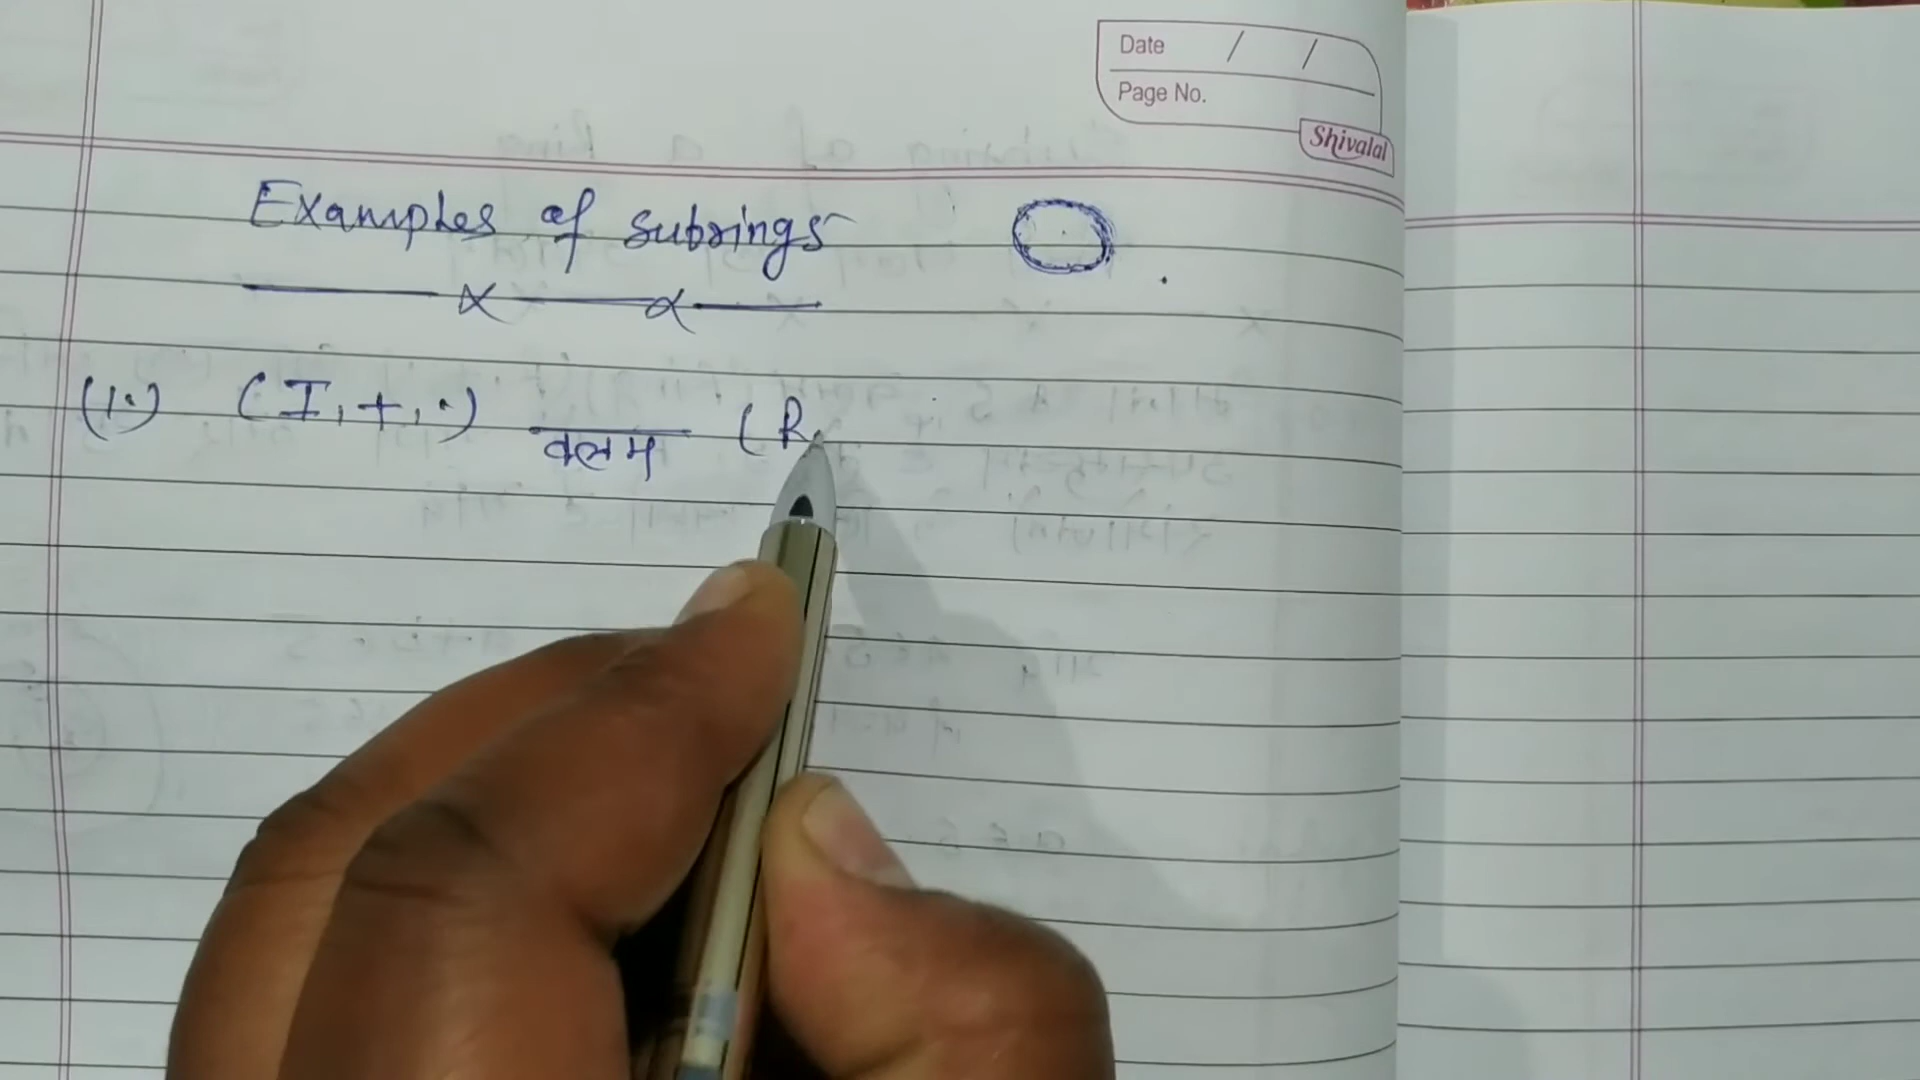 Date / /
Page No.
Shivalal
Examples of subrings
(1.) (I, +, ·) वलय (R,